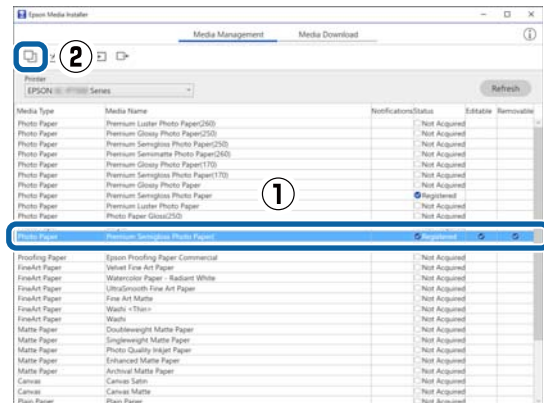 Epson Media Installer
Media Management Media Download
②
Printer
EPSON Series
Refresh
Media Type Media Name Notifications Status Editable Removable
Photo Paper Premium Luster Photo Paper(260) Not Acquired
Photo Paper Premium Glossy Photo Paper(250) Not Acquired
Photo Paper Premium Semigloss Photo Paper(250) Not Acquired
Photo Paper Premium Semimatte Photo Paper(260) Not Acquired
Photo Paper Premium Glossy Photo Paper(170) Not Acquired
Photo Paper Premium Semigloss Photo Paper(170) Not Acquired
Photo Paper Premium Glossy Photo Paper Not Acquired
Photo Paper Premium Semigloss Photo Paper Registered
Photo Paper Premium Luster Photo Paper Not Acquired
Photo Paper Photo Paper Gloss(250) Not Acquired
①
Photo Paper Premium Semigloss Photo Paper Registered
Proofing Paper Epson Proofing Paper Commercial Not Acquired
FineArt Paper Velvet Fine Art Paper Not Acquired
FineArt Paper Watercolor Paper - Radiant White Not Acquired
FineArt Paper UltraSmooth Fine Art Paper Not Acquired
FineArt Paper Fine Art Matte Not Acquired
FineArt Paper Washi <Thin> Not Acquired
FineArt Paper Washi Not Acquired
Matte Paper Doubleweight Matte Paper Not Acquired
Matte Paper Singleweight Matte Paper Not Acquired
Matte Paper Photo Quality Inkjet Paper Not Acquired
Matte Paper Enhanced Matte Paper Not Acquired
Matte Paper Archival Matte Paper Not Acquired
Canvas Canvas Satin Not Acquired
Canvas Canvas Matte Not Acquired
Plain Paper Plain Paper Not Acquired